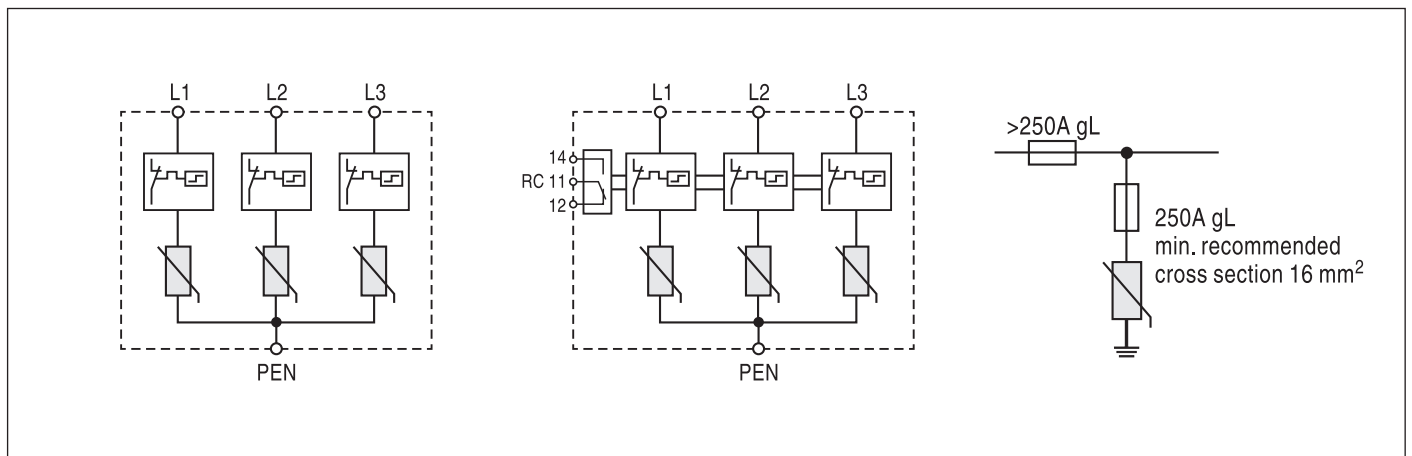 L1 L2 L3
PEN
L1 L2 L3
14
RC 11
12
PEN
>250A gL
250A gL
min. recommended
cross section 16 mm²